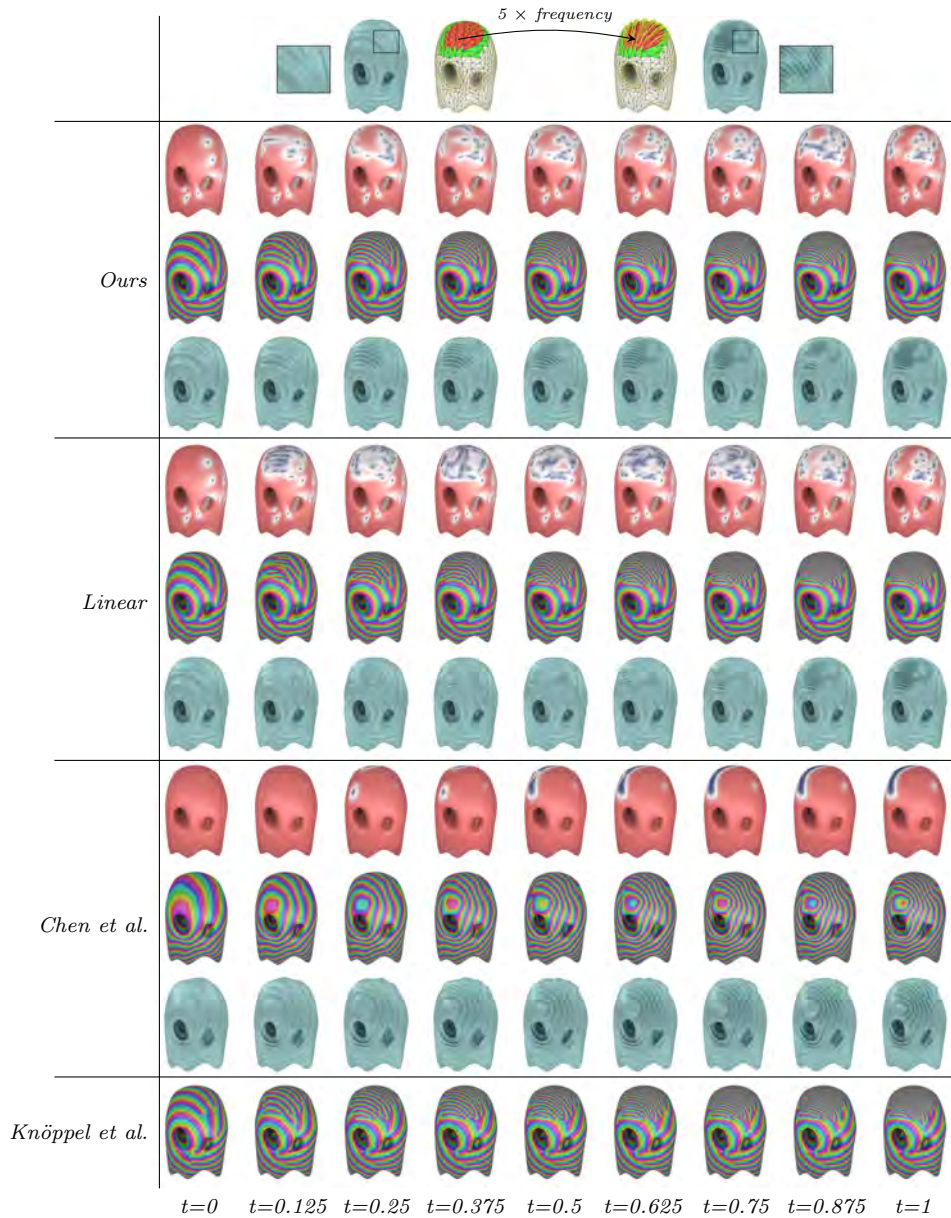 5 × frequency
Ours
Linear
Chen et al.
Knöppel et al.
t=0 t=0.125 t=0.25 t=0.375 t=0.5 t=0.625 t=0.75 t=0.875 t=1